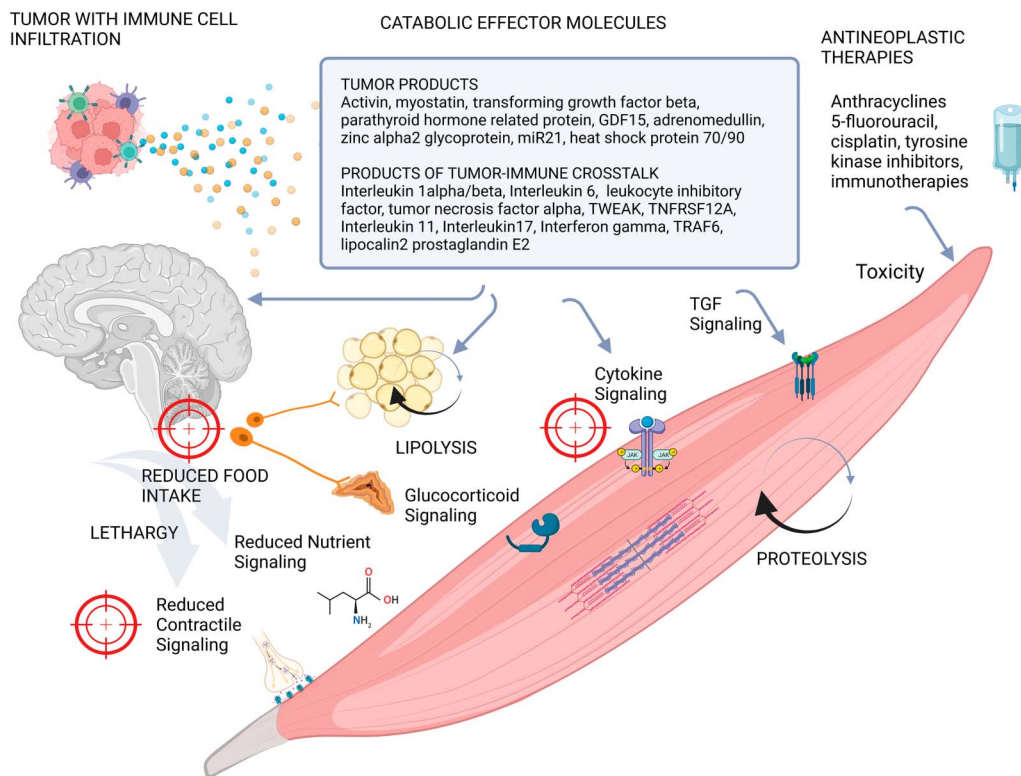 TUMOR WITH IMMUNE CELL
INFILTRATION
CATABOLIC EFFECTOR MOLECULES
ANTINEOPLASTIC
THERAPIES
TUMOR PRODUCTS
Activin, myostatin, transforming growth factor beta,
parathyroid hormone related protein, GDF15, adrenomedullin,
zinc alpha2 glycoprotein, miR21, heat shock protein 70/90
PRODUCTS OF TUMOR-IMMUNE CROSSTALK
Interleukin 1alpha/beta, Interleukin 6, leukocyte inhibitory
factor, tumor necrosis factor alpha, TWEAK, TNFRSF12A,
Interleukin 11, Interleukin17, Interferon gamma, TRAF6,
lipocalin2 prostaglandin E2
Anthracyclines
5-fluorouracil,
cisplatin, tyrosine
kinase inhibitors,
immunotherapies
Toxicity
TGF
Signaling
Cytokine
Signaling
JAK
JAK
LIPOLYSIS
REDUCED FOOD
INTAKE
Glucocorticoid
Signaling
LETHARGY
Reduced Nutrient
Signaling
PROTEOLYSIS
O
OH
NH2
Reduced
Contractile
Signaling